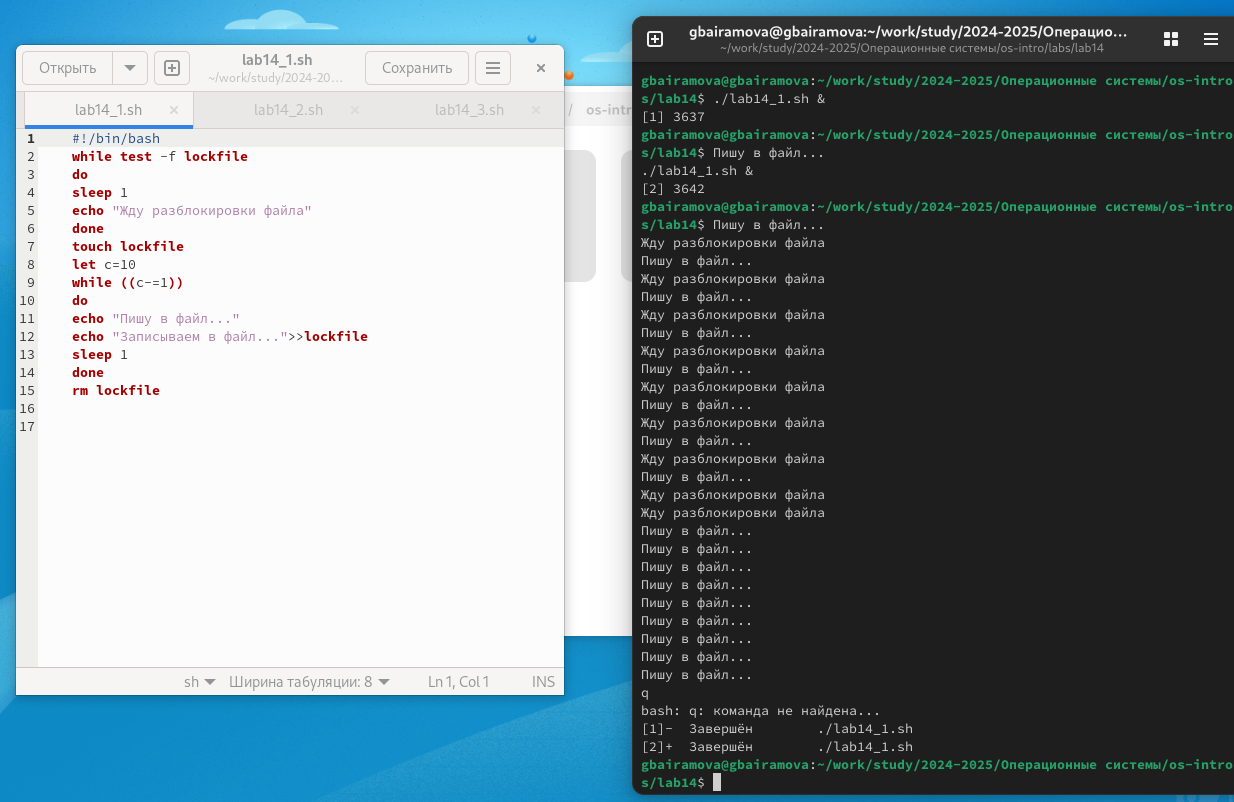 Открыть
lab14_1.sh
~/work/study/2024-20...
Сохранить
lab14_1.sh
lab14_2.sh
lab14_3.sh
1 #!/bin/bash
2 while test -f lockfile
3 do
4 sleep 1
5 echo "Жду разблокировки файла"
6 done
7 touch lockfile
8 let c=10
9 while ((c-=1))
10 do
11 echo "Пишу в файл..."
12 echo "Записываем в файл...">>lockfile
13 sleep 1
14 done
15 rm lockfile
16
17
sh
Ширина табуляции: 8
Ln 1, Col 1
INS
/ os-intr
gbairamova@gbairamova:~/work/study/2024-2025/Операцио...
~/work/study/2024-2025/Операционные системы/os-intro/labs/lab14
gbairamova@gbairamova:~/work/study/2024-2025/Операционные системы/os-intro
s/lab14$ ./lab14_1.sh &
[1] 3637
gbairamova@gbairamova:~/work/study/2024-2025/Операционные системы/os-intro
s/lab14$ Пишу в файл...
./lab14_1.sh &
[2] 3642
gbairamova@gbairamova:~/work/study/2024-2025/Операционные системы/os-intro
s/lab14$ Пишу в файл...
Жду разблокировки файла
Пишу в файл...
Жду разблокировки файла
Пишу в файл...
Жду разблокировки файла
Пишу в файл...
Жду разблокировки файла
Пишу в файл...
Жду разблокировки файла
Пишу в файл...
Жду разблокировки файла
Пишу в файл...
Жду разблокировки файла
Пишу в файл...
Жду разблокировки файла
Жду разблокировки файла
Пишу в файл...
Пишу в файл...
Пишу в файл...
Пишу в файл...
Пишу в файл...
Пишу в файл...
Пишу в файл...
Пишу в файл...
Пишу в файл...
q
bash: q: команда не найдена...
[1]-  Завершён        ./lab14_1.sh
[2]+  Завершён        ./lab14_1.sh
gbairamova@gbairamova:~/work/study/2024-2025/Операционные системы/os-intro
s/lab14$